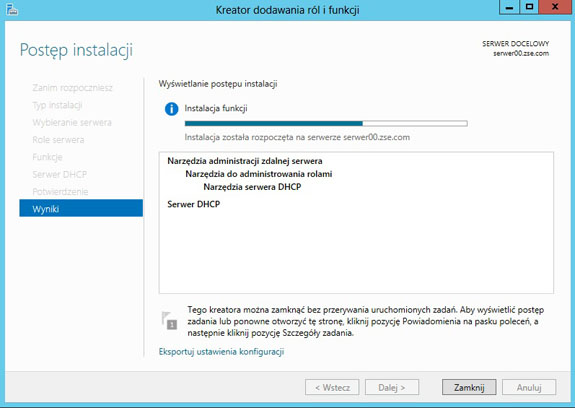 Kreator dodawania ról i funkcji
Postęp instalacji
SERWER DOCELOWY
serwer00.zse.com
Zanim rozpoczniesz
Typ instalacji
Wybieranie serwera
Role serwera
Funkcje
Serwer DHCP
Potwierdzenie
Wyniki
Wyświetlanie postępu instalacji
Instalacja funkcji
Instalacja została rozpoczęta na serwerze serwer00.zse.com
Narzędzia administracji zdalnej serwera
Narzędzia do administrowania rolami
Narzędzia serwera DHCP
Serwer DHCP
1
Tego kreatora można zamknąć bez przerywania uruchomionych zadań. Aby wyświetlić postęp
zadania lub ponowne otworzyć tę stronę, kliknij pozycję Powiadomienia na pasku poleceń, a
następnie kliknij pozycję Szczegóły zadania.
Eksportuj ustawienia konfiguracji
< Wstecz
Dalej >
Zamknij
Anuluj